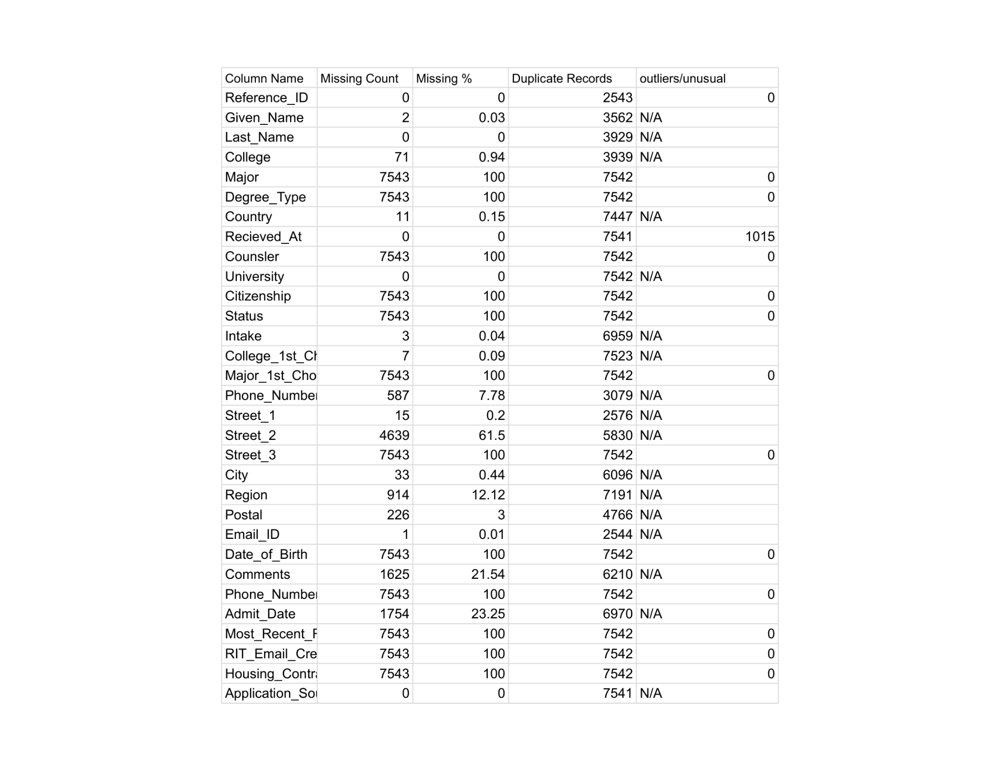 Column Name Missing Count Missing % Duplicate Records outliers/unusual
Reference_ID 0 0 2543 0
Given_Name 2 0.03 3562 N/A
Last_Name 0 0 3929 N/A
College 71 0.94 3939 N/A
Major 7543 100 7542 0
Degree_Type 7543 100 7542 0
Country 11 0.15 7447 N/A
Recieved_At 0 0 7541 1015
Counsler 7543 100 7542 0
University 0 0 7542 N/A
Citizenship 7543 100 7542 0
Status 7543 100 7542 0
Intake 3 0.04 6959 N/A
College_1st_Ch 7 0.09 7523 N/A
Major_1st_Cho 7543 100 7542 0
Phone_Number 587 7.78 3079 N/A
Street_1 15 0.2 2576 N/A
Street_2 4639 61.5 5830 N/A
Street_3 7543 100 7542 0
City 33 0.44 6096 N/A
Region 914 12.12 7191 N/A
Postal 226 3 4766 N/A
Email_ID 1 0.01 2544 N/A
Date_of_Birth 7543 100 7542 0
Comments 1625 21.54 6210 N/A
Phone_Number 7543 100 7542 0
Admit_Date 1754 23.25 6970 N/A
Most_Recent_F 7543 100 7542 0
RIT_Email_Cre 7543 100 7542 0
Housing_Contra 7543 100 7542 0
Application_Sou 0 0 7541 N/A